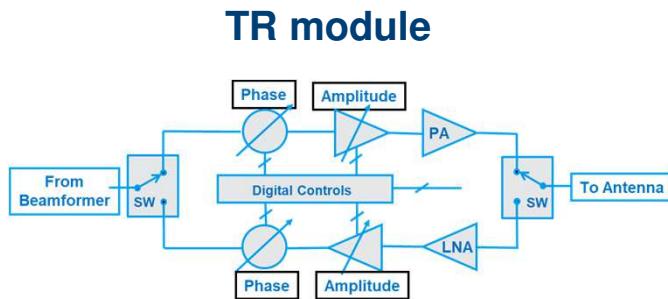 TR module
Phase
Amplitude
PA
From
Beamformer
SW
Digital Controls
SW
To Antenna
LNA
Phase
Amplitude